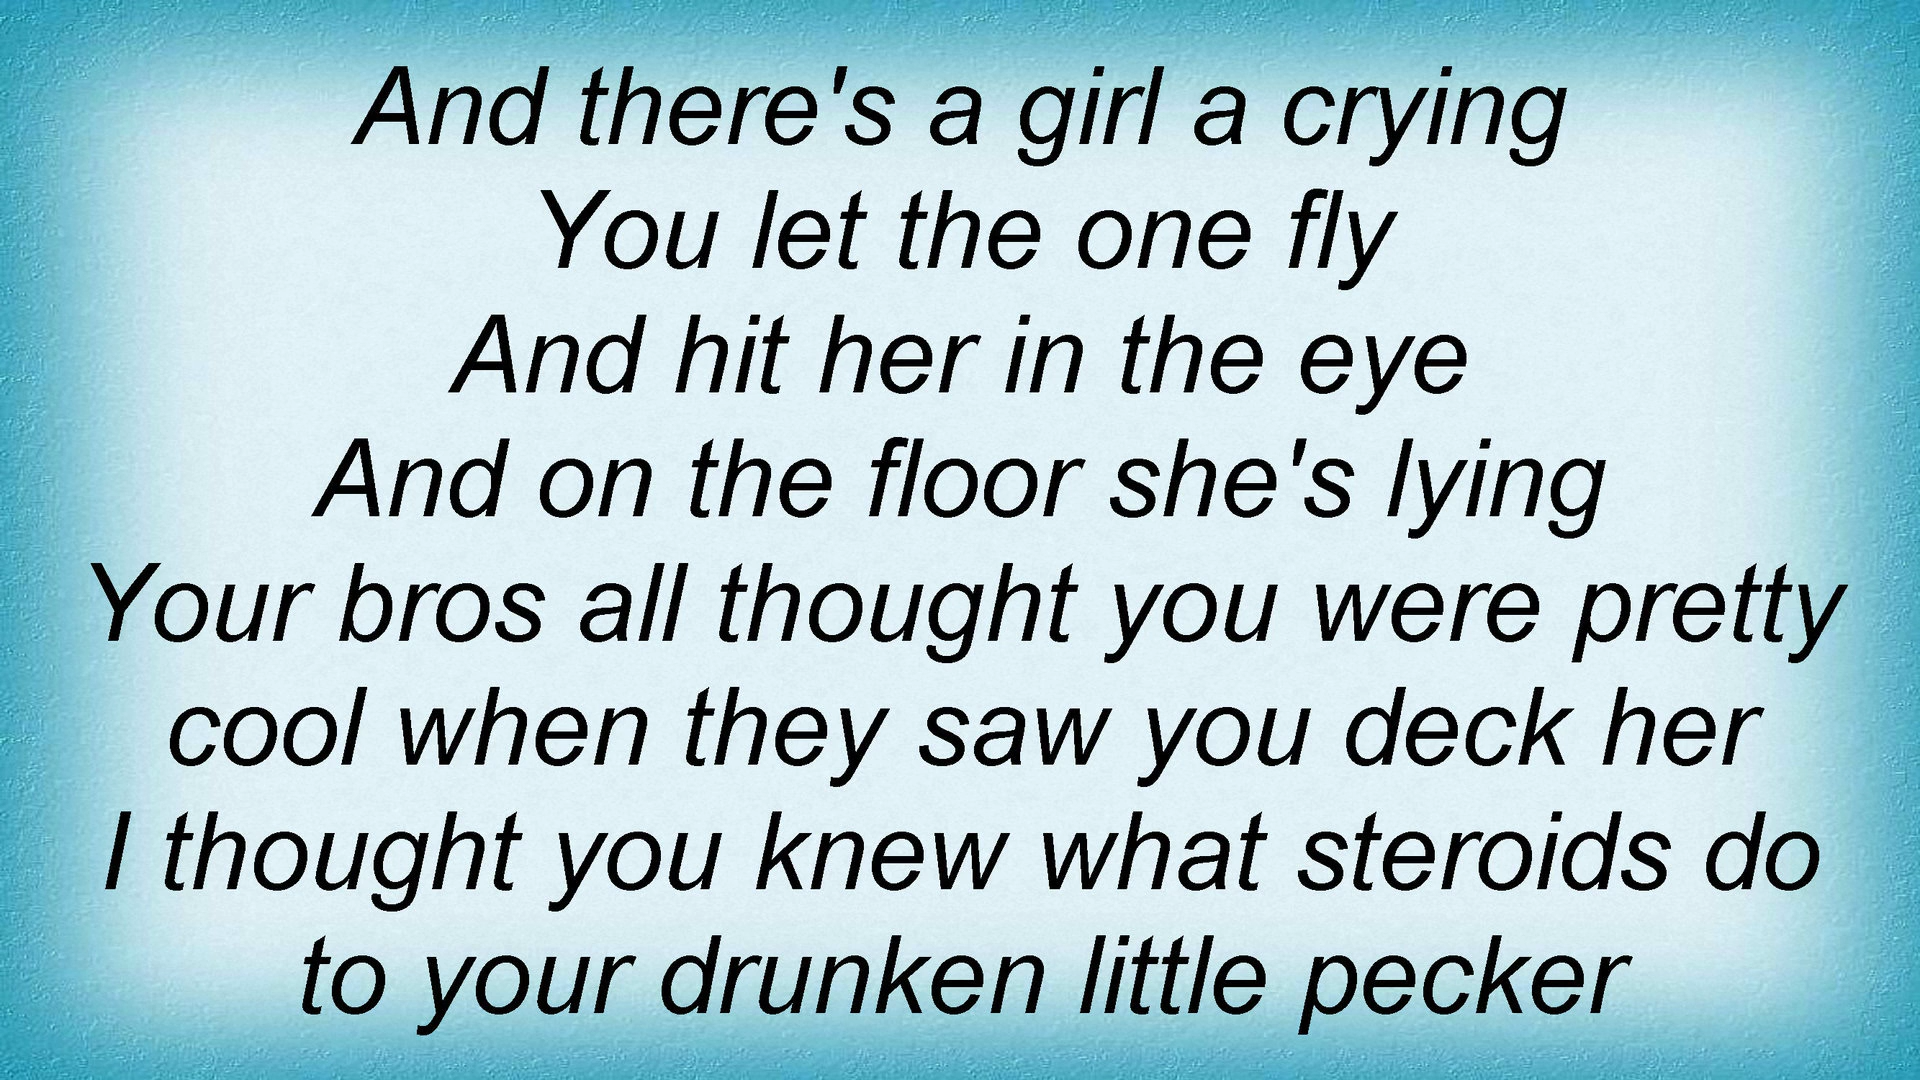 And there's a girl a crying
You let the one fly
And hit her in the eye
And on the floor she's lying
Your bros all thought you were pretty
cool when they saw you deck her
I thought you knew what steroids do
to your drunken little pecker